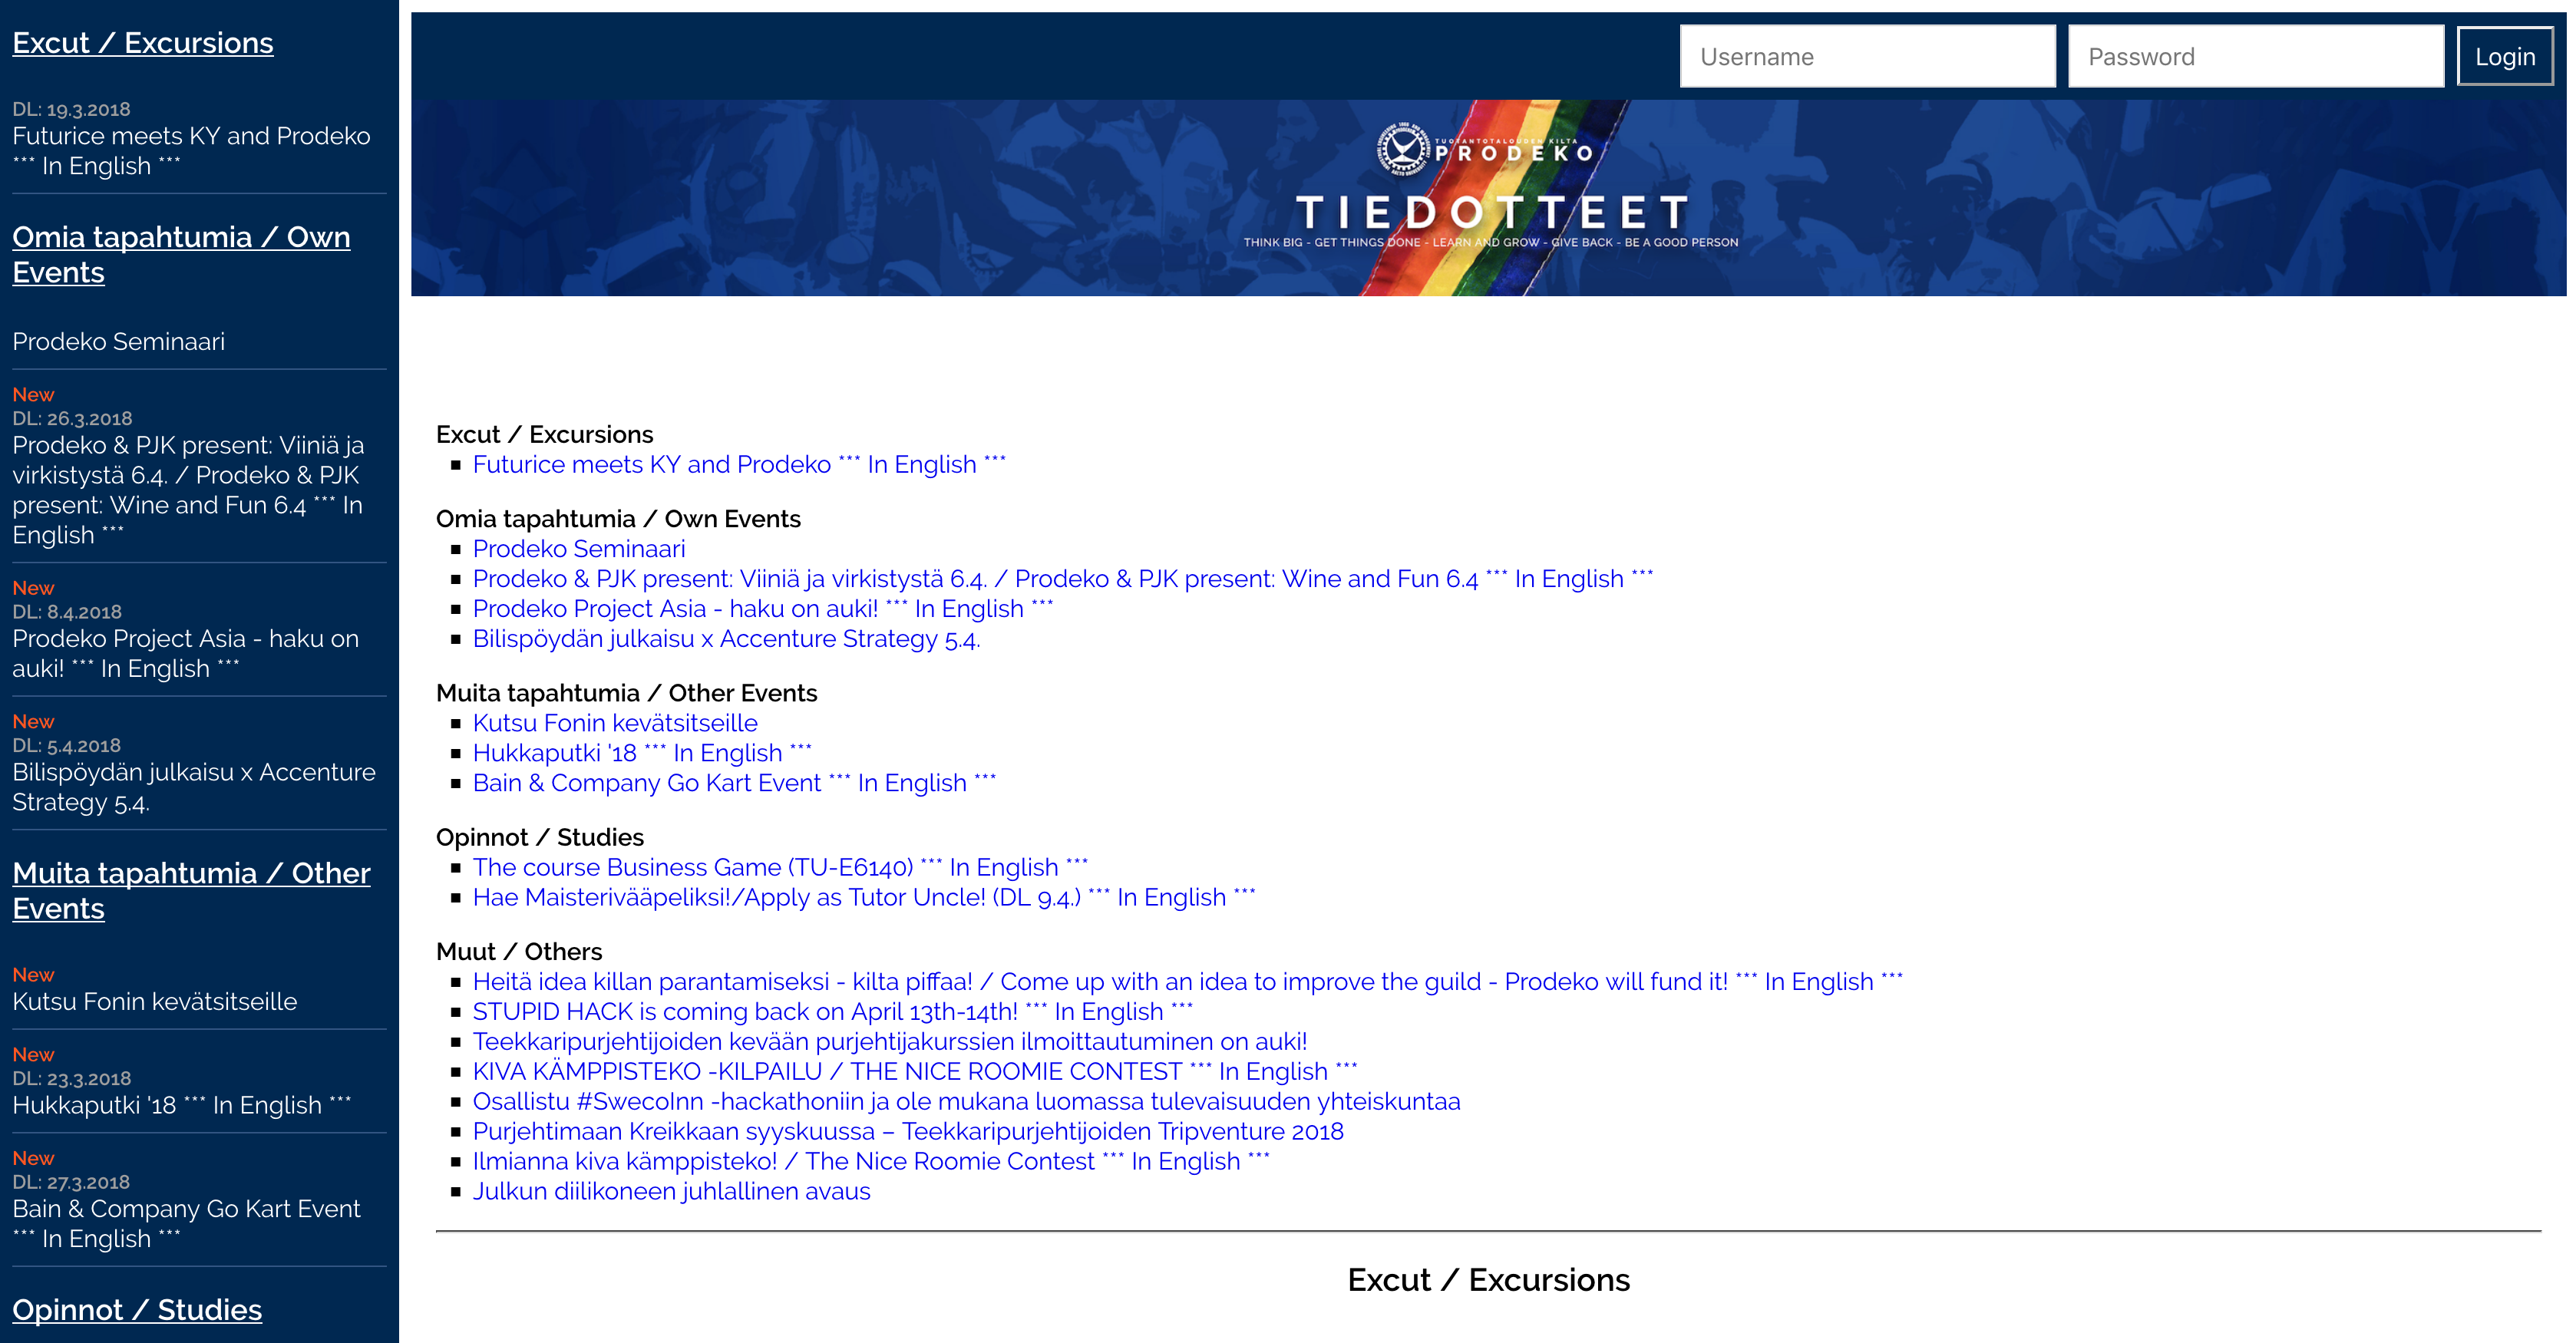 Excut / Excursions
DL: 19.3.2018
Futurice meets KY and Prodeko
*** In English ***
Omia tapahtumia / Own
Events
Prodeko Seminaari
New
DL: 26.3.2018
Prodeko & PJK present: Viiniä ja
virkistystä 6.4. / Prodeko & PJK
present: Wine and Fun 6.4 *** In
English ***
New
DL: 8.4.2018
Prodeko Project Asia - haku on
auki! *** In English ***
New
DL: 5.4.2018
Bilispöydän julkaisu x Accenture
Strategy 5.4.
Muita tapahtumia / Other
Events
New
Kutsu Fonin kevätsitseille
New
DL: 23.3.2018
Hukkaputki '18 *** In English ***
New
DL: 27.3.2018
Bain & Company Go Kart Event
*** In English ***
Opinnot / Studies
Username
Password
Login
TUOTANTOTALOUDEN KILTA
PRODEKO
TIEDOTTEET
THINK BIG - GET THINGS DONE - LEARN AND GROW - GIVE BACK - BE A GOOD PERSON
Excut / Excursions
Futurice meets KY and Prodeko *** In English ***
Omia tapahtumia / Own Events
Prodeko Seminaari
Prodeko & PJK present: Viiniä ja virkistystä 6.4. / Prodeko & PJK present: Wine and Fun 6.4 *** In English ***
Prodeko Project Asia - haku on auki! *** In English ***
Bilispöydän julkaisu x Accenture Strategy 5.4.
Muita tapahtumia / Other Events
Kutsu Fonin kevätsitseille
Hukkaputki '18 *** In English ***
Bain & Company Go Kart Event *** In English ***
Opinnot / Studies
The course Business Game (TU-E6140) *** In English ***
Hae Maisterivääpeliksi!/Apply as Tutor Uncle! (DL 9.4.) *** In English ***
Muut / Others
Heitä idea killan parantamiseksi - kilta piffaa! / Come up with an idea to improve the guild - Prodeko will fund it! *** In English ***
STUPID HACK is coming back on April 13th-14th! *** In English ***
Teekkaripurjehtijoiden kevään purjehtijakurssien ilmoittautuminen on auki!
KIVA KÄMPPISTEKO -KILPAILU / THE NICE ROOMIE CONTEST *** In English ***
Osallistu #SwecoInn -hackathoniin ja ole mukana luomassa tulevaisuuden yhteiskuntaa
Purjehtimaan Kreikkaan syyskuussa – Teekkaripurjehtijoiden Tripventure 2018
Ilmianna kiva kämppisteko! / The Nice Roomie Contest *** In English ***
Julkun diilikoneen juhlallinen avaus
Excut / Excursions